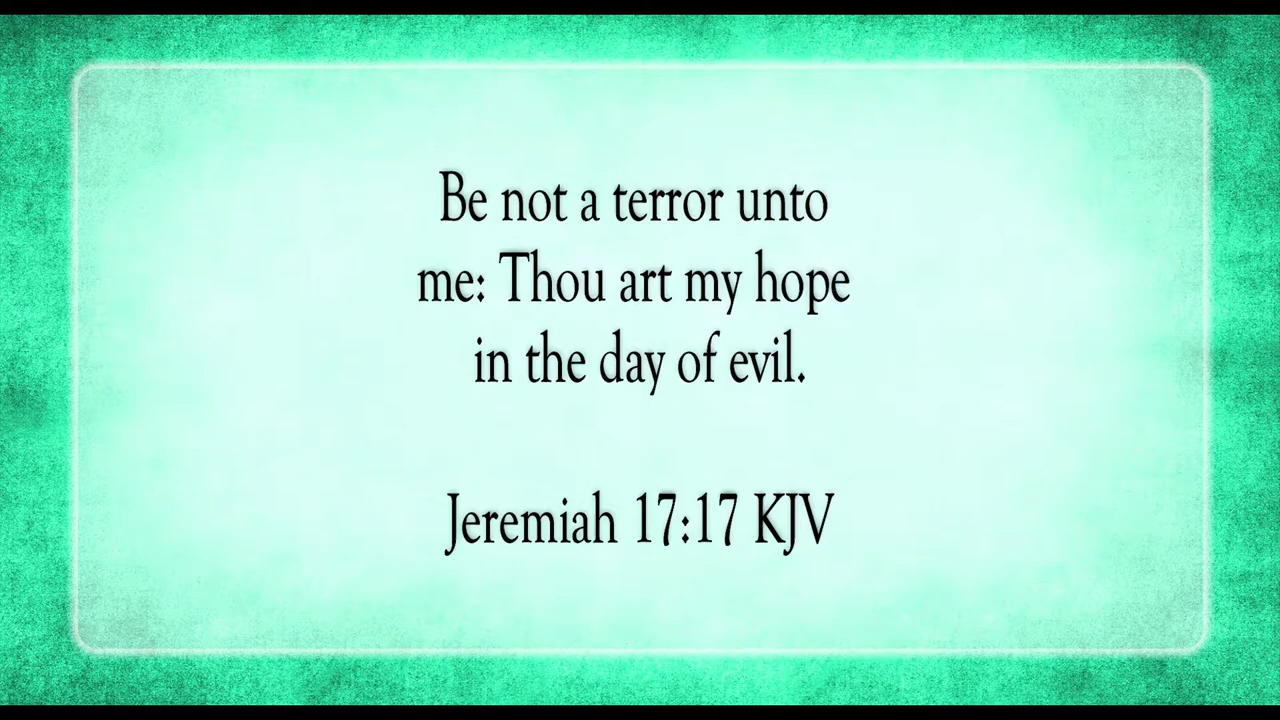 Be not a terror unto
me: Thou art my hope
in the day of evil.
Jeremiah 17:17 KJV